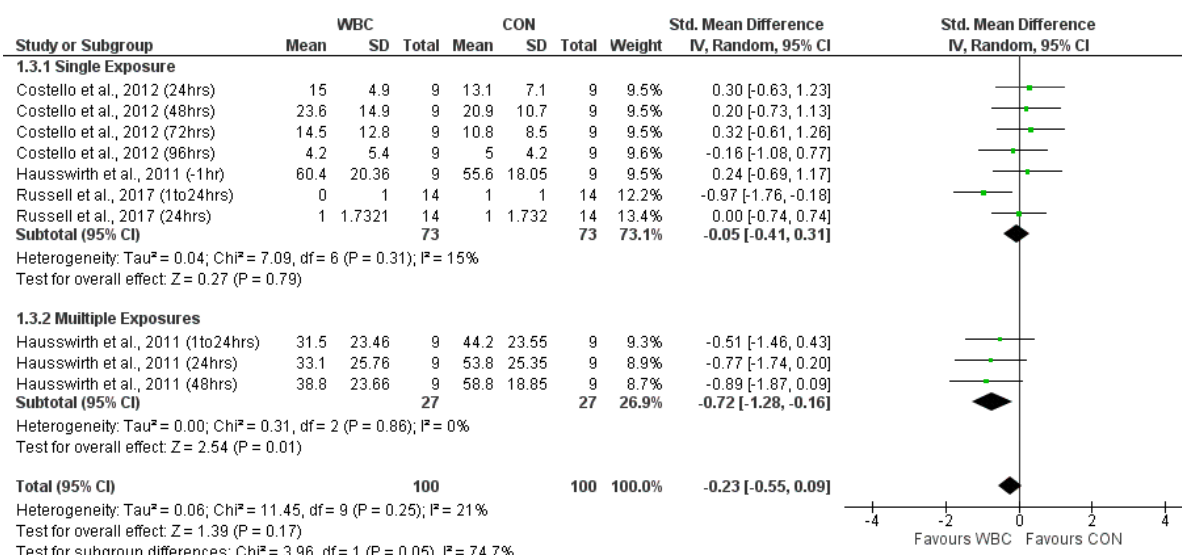 WBC CON Std. Mean Difference Std. Mean Difference
Study or Subgroup Mean SD Total Mean SD Total Weight IV, Random, 95% CI IV, Random, 95% CI
1.3.1 Single Exposure
Costello et al., 2012 (24hrs) 15 4.9 9 13.1 7.1 9 9.5% 0.30 [-0.63, 1.23]
Costello et al., 2012 (48hrs) 23.6 14.9 9 20.9 10.7 9 9.5% 0.20 [-0.73, 1.13]
Costello et al., 2012 (72hrs) 14.5 12.8 9 10.8 8.5 9 9.5% 0.32 [-0.61, 1.26]
Costello et al., 2012 (96hrs) 4.2 5.4 9 5 4.2 9 9.6% -0.16 [-1.08, 0.77]
Hausswirth et al., 2011 (-1hr) 60.4 20.36 9 55.6 18.05 9 9.5% 0.24 [-0.69, 1.17]
Russell et al., 2017 (1to24hrs) 0 1 14 1 1 14 12.2% -0.97 [-1.76, -0.18]
Russell et al., 2017 (24hrs) 1 1.7321 14 1 1.732 14 13.4% 0.00 [-0.74, 0.74]
Subtotal (95% CI) 73 73 73.1% -0.05 [-0.41, 0.31]
Heterogeneity: Tau² = 0.04; Chi² = 7.09, df = 6 (P = 0.31); I² = 15%
Test for overall effect: Z = 0.27 (P = 0.79)
1.3.2 Muiltiple Exposures
Hausswirth et al., 2011 (1to24hrs) 31.5 23.46 9 44.2 23.55 9 9.3% -0.51 [-1.46, 0.43]
Hausswirth et al., 2011 (24hrs) 33.1 25.76 9 53.8 25.35 9 8.9% -0.77 [-1.74, 0.20]
Hausswirth et al., 2011 (48hrs) 38.8 23.66 9 58.8 18.85 9 8.7% -0.89 [-1.87, 0.09]
Subtotal (95% CI) 27 27 26.9% -0.72 [-1.28, -0.16]
Heterogeneity: Tau² = 0.00; Chi² = 0.31, df = 2 (P = 0.86); I² = 0%
Test for overall effect: Z = 2.54 (P = 0.01)
Total (95% CI) 100 100 100.0% -0.23 [-0.55, 0.09]
Heterogeneity: Tau² = 0.06; Chi² = 11.45, df = 9 (P = 0.25); I² = 21%
Test for overall effect: Z = 1.39 (P = 0.17)
Test for subgroup differences: Chi² = 3.96, df = 1 (P = 0.05), I² = 74.7%
-4 -2 0 2 4
Favours WBC Favours CON